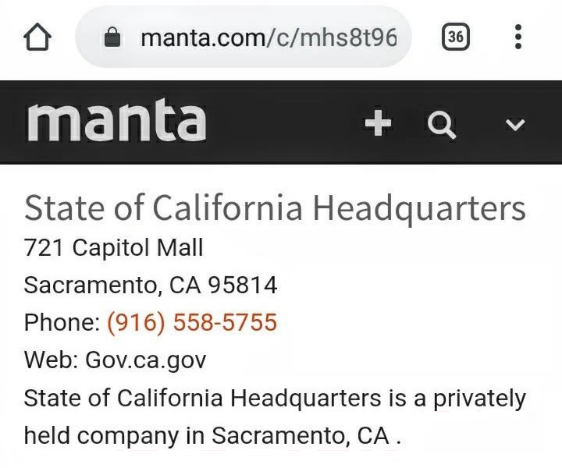 manta.com/c/mhs8t96
36
manta
State of California Headquarters
721 Capitol Mall
Sacramento, CA 95814
Phone: (916) 558-5755
Web: Gov.ca.gov
State of California Headquarters is a privately
held company in Sacramento, CA .